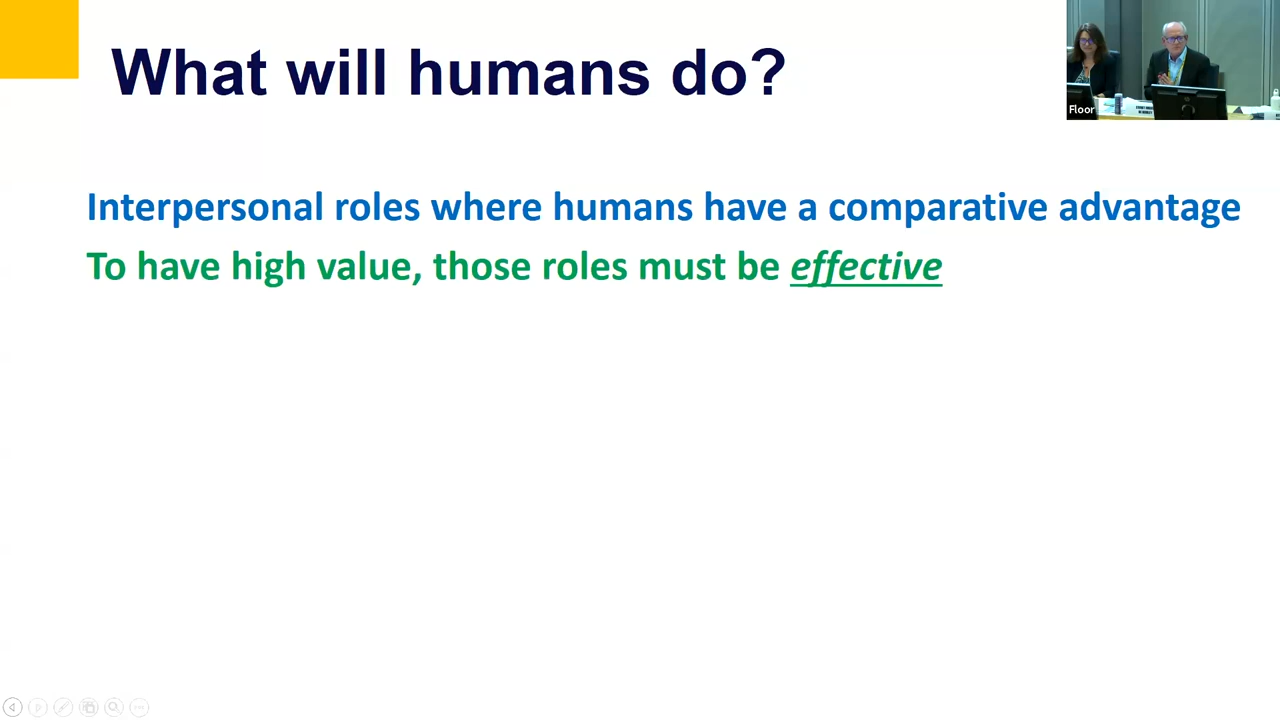 What will humans do?
Floor
Interpersonal roles where humans have a comparative advantage
To have high value, those roles must be effective